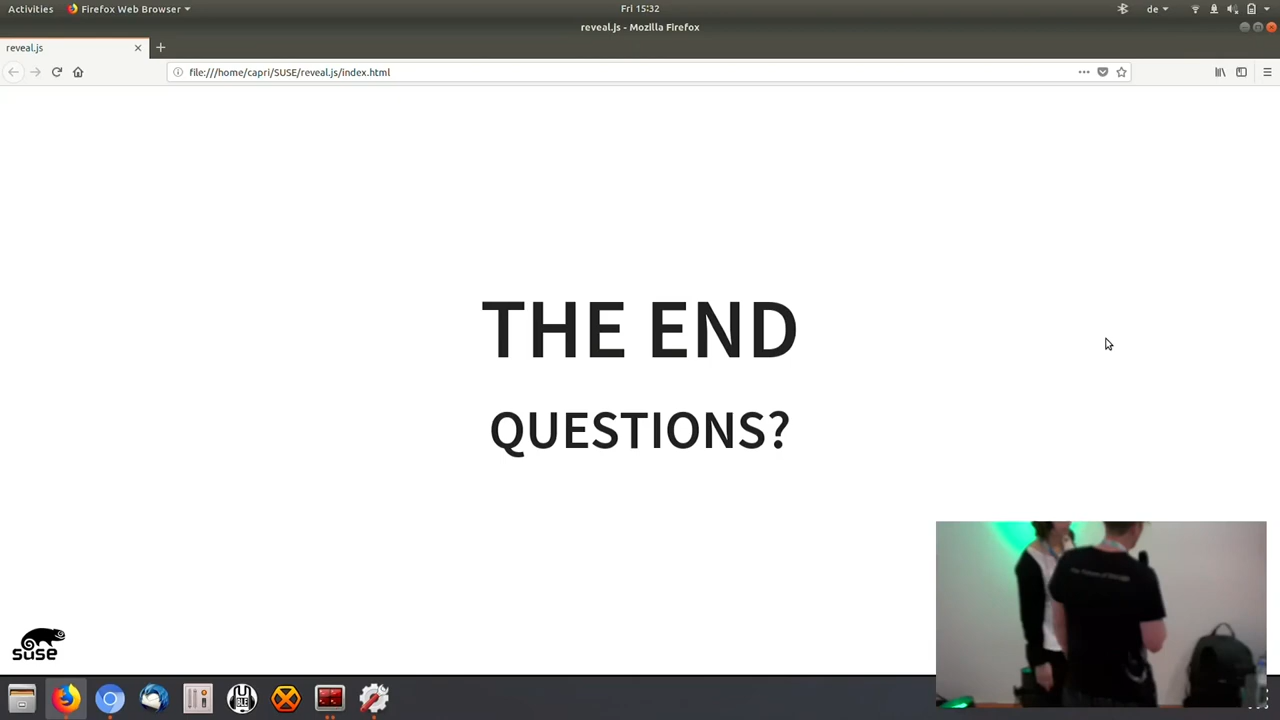 Activities
Firefox Web Browser
Fri 15:32
de
reveal.js - Mozilla Firefox
reveal.js
file:///home/capri/SUSE/reveal.js/index.html
THE END
QUESTIONS?
SUSE